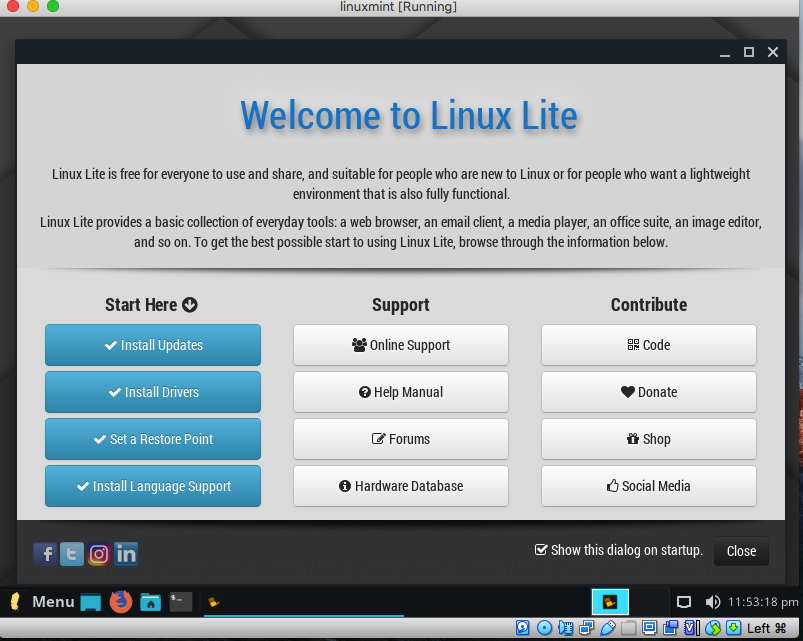 linuxmint [Running]
Welcome to Linux Lite
Linux Lite is free for everyone to use and share, and suitable for people who are new to Linux or for people who want a lightweight
environment that is also fully functional.
Linux Lite provides a basic collection of everyday tools: a web browser, an email client, a media player, an office suite, an image editor,
and so on. To get the best possible start to using Linux Lite, browse through the information below.
Start Here
Install Updates
Install Drivers
Set a Restore Point
Install Language Support
Support
Online Support
Help Manual
Forums
Hardware Database
Contribute
Code
Donate
Shop
Social Media
Show this dialog on startup.
Close
Menu
11:53:18 pm
Left ⌘